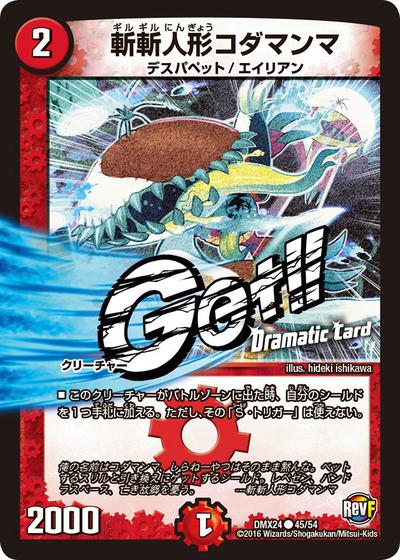 2
ギルギルにんぎょう
斬斬人形コダマンマ
デスパペット / エイリアン
Get!!
Dramatic Card
クリーチャー
illus. hideki ishikawa
■ このクリーチャーがバトルゾーンに出た時、自分のシールド
を1つ手札に加える。ただし、その「S・トリガー」は使えない。
俺の名前はコダマンマ。しらねーやつはそのまま黙んな。ペット
するスリルと引き換えにゲットするシールド。レペゼン、バンド
ラスペース、亡き故郷を憂う。 ―斬斬人形コダマンマ
RevF
2000
1
DMX24 ● 45/54
©2016 Wizards/Shogakukan/Mitsui-Kids